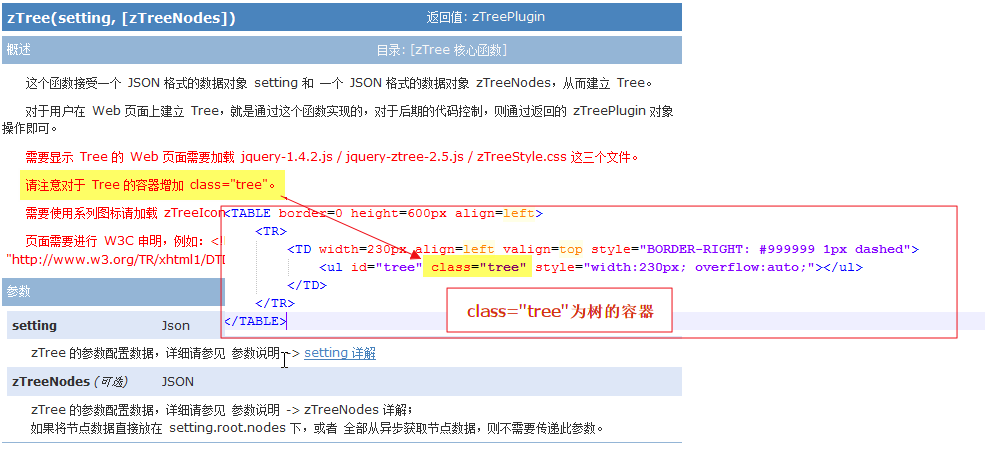 zTree(setting, [zTreeNodes]) 返回值: zTreePlugin
概述 目录: [zTree 核心函数]
这个函数接受一个 JSON 格式的数据对象 setting 和 一个 JSON 格式的数据对象 zTreeNodes，从而建立 Tree。
对于用户在 Web 页面上建立 Tree，就是通过这个函数实现的，对于后期的代码控制，则通过返回的 zTreePlugin 对象
操作即可。
需要显示 Tree 的 Web 页面需要加载 jquery-1.4.2.js / jquery-ztree-2.5.js / zTreeStyle.css 这三个文件。
请注意对于 Tree 的容器增加 class="tree"。
需要使用系列图标请加载 zTreeIcon
<TABLE border=0 height=600px align=left>
<TR>
<TD width=230px align=left valign=top style="BORDER-RIGHT: #999999 1px dashed">
<ul id="tree" class="tree" style="width:230px; overflow:auto;"></ul>
</TD>
</TR>
</TABLE>
class="tree"为树的容器
页面需要进行 W3C 申明，例如：<!
"http://www.w3.org/TR/xhtml1/DTD
参数
setting Json
zTree 的参数配置数据，详细请参见 参数说明 -> setting 详解
zTreeNodes (可选) JSON
zTree 的参数配置数据，详细请参见 参数说明 -> zTreeNodes 详解；
如果将节点数据直接放在 setting.root.nodes 下，或者 全部从异步获取节点数据，则不需要传递此参数。